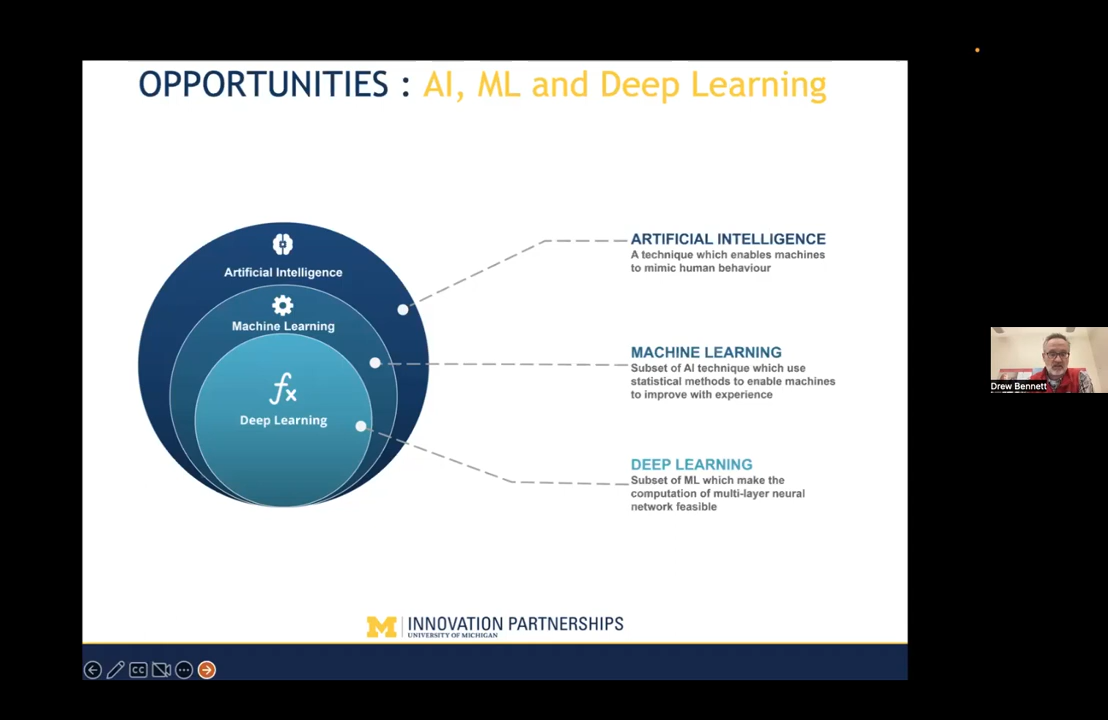 OPPORTUNITIES : AI, ML and Deep Learning
Artificial Intelligence
Machine Learning
fx
Deep Learning
ARTIFICIAL INTELLIGENCE
A technique which enables machines
to mimic human behaviour
MACHINE LEARNING
Subset of AI technique which use
statistical methods to enable machines
to improve with experience
DEEP LEARNING
Subset of ML which make the
computation of multi-layer neural
network feasible
Drew Bennett
M INNOVATION PARTNERSHIPS
UNIVERSITY OF MICHIGAN
CC